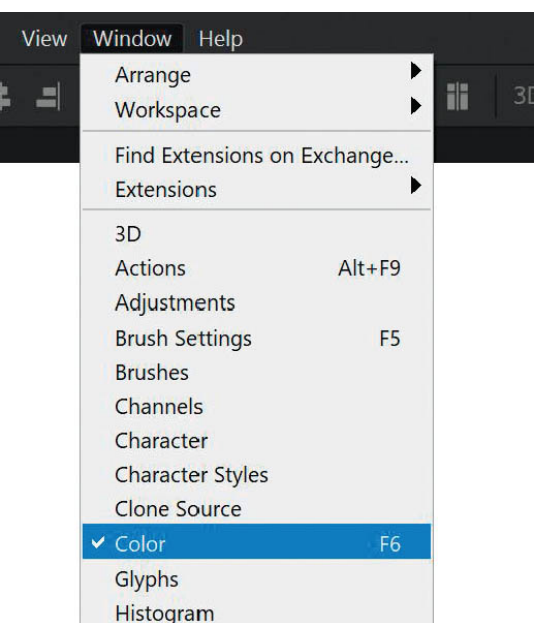 View Window Help
3D
Arrange
Workspace
Find Extensions on Exchange...
Extensions
3D
Actions Alt+F9
Adjustments
Brush Settings F5
Brushes
Channels
Character
Character Styles
Clone Source
Color F6
Glyphs
Histogram